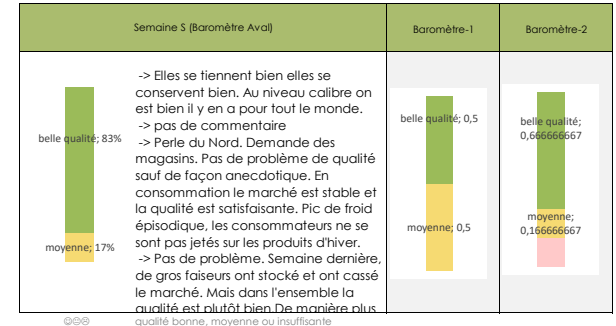 Semaine S (Baromètre Aval)
Baromètre-1
Baromètre-2
belle qualité; 83%
moyenne; 17%
-> Elles se tiennent bien elles se
conservent bien. Au niveau calibre on
est bien il y en a pour tout le monde.
-> pas de commentaire
-> Perle du Nord. Demande des
magasins. Pas de problème de qualité
sauf de façon anecdotique. En
consommation le marché est stable et
la qualité est satisfaisante. Pic de froid
épisodique, les consommateurs ne se
sont pas jetés sur les produits d'hiver.
-> Pas de problème. Semaine dernière,
de gros faiseurs ont stocké et ont cassé
le marché. Mais dans l'ensemble la
qualité est plutôt bien.De manière plus
belle qualité; 0,5
moyenne; 0,5
belle qualité;
0,666666667
moyenne;
0,166666667
☺😐☹ qualité bonne, moyenne ou insuffisante